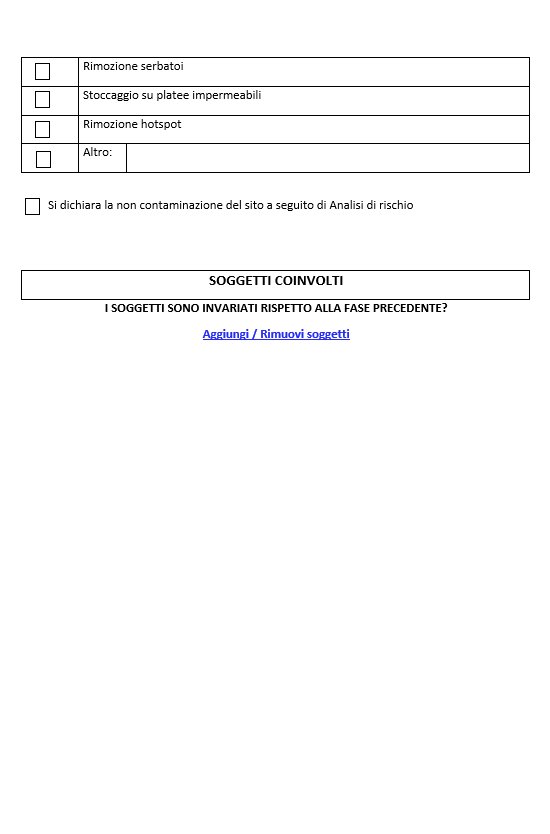 Rimozione serbatoi
Stoccaggio su platee impermeabili
Rimozione hotspot
Altro:
Si dichiara la non contaminazione del sito a seguito di Analisi di rischio
SOGGETTI COINVOLTI
I SOGGETTI SONO INVARIATI RISPETTO ALLA FASE PRECEDENTE?
Aggiungi / Rimuovi soggetti